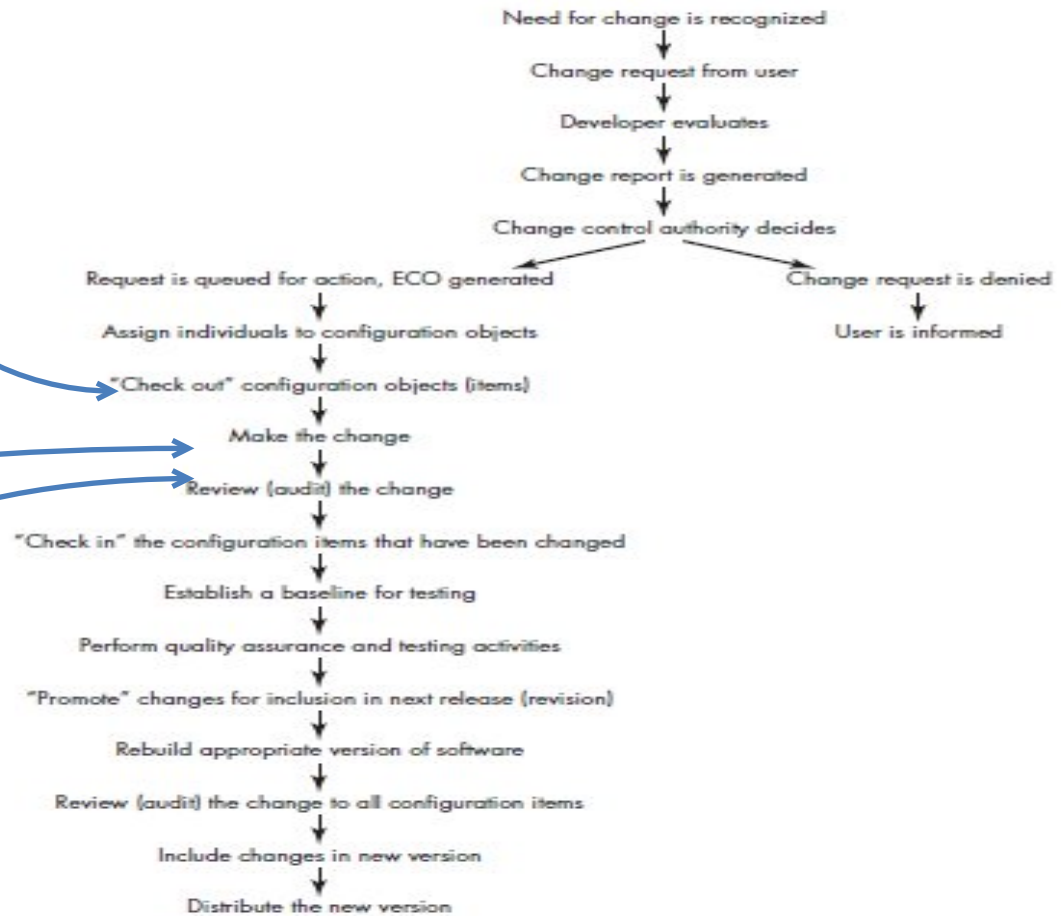 Need for change is recognized
Change request from user
Developer evaluates
Change report is generated
Change control authority decides
Request is queued for action, ECO generated
Change request is denied
Assign individuals to configuration objects
User is informed
"Check out" configuration objects (items)
Make the change
Review (audit) the change
"Check in" the configuration items that have been changed
Establish a baseline for testing
Perform quality assurance and testing activities
"Promote" changes for inclusion in next release (revision)
Rebuild appropriate version of software
Review (audit) the change to all configuration items
Include changes in new version
Distribute the new version